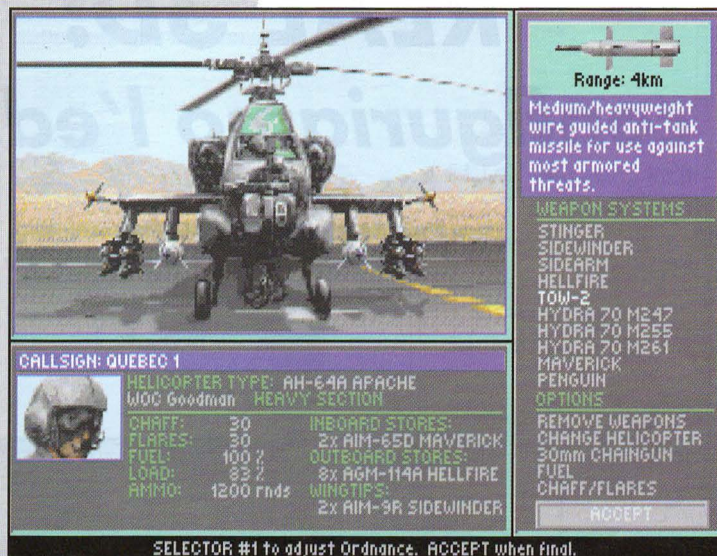 Range: 4km
Medium/heavyweight
wire guided anti-tank
missile for use against
most armored
threats.
WEAPON SYSTEMS
STINGER
SIDEWINDER
SIDEARM
HELLFIRE
TOW-2
HYDRA 70 M247
HYDRA 70 M255
HYDRA 70 M261
MAVERICK
PENGUIN
OPTIONS
REMOVE WEAPONS
CHANGE HELICOPTER
30mm CHAINGUN
FUEL
CHAFF/FLARES
ACCEPT
CALLSIGN: QUEBEC 1
HELICOPTER TYPE: AH-64A APACHE
WOC Goodman HEAVY SECTION
CHAFF: 30
FLARES: 30
FUEL: 100 %
LOAD: 83 %
AMMO: 1200 rnds
INBOARD STORES:
2x AIM-65D MAVERICK
OUTBOARD STORES:
8x AGM-114A HELLFIRE
WINGTIPS:
2x AIM-9R SIDEWINDER
SELECTOR #1 to adjust Ordnance. ACCEPT when final.